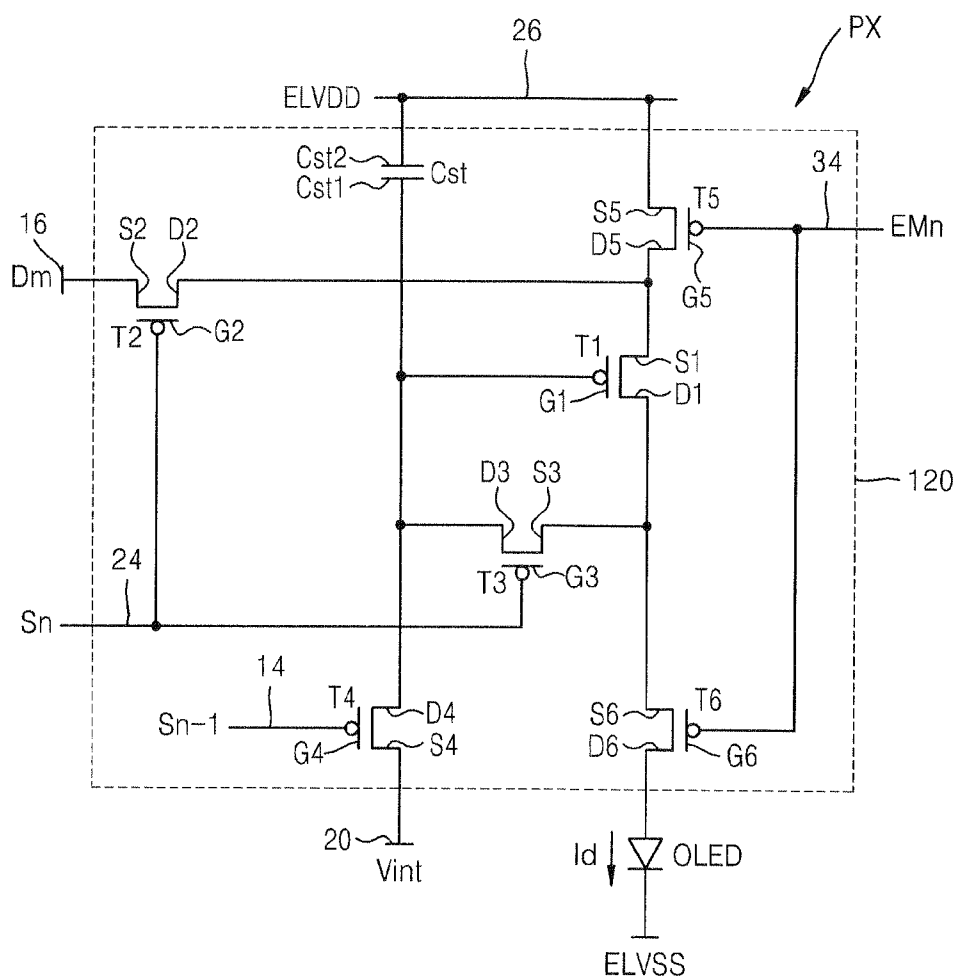 PX
26
ELVDD
Cst2
Cst1
Cst
34
T5
S5
D5
G5
EMn
16
S2
D2
Dm
T2
G2
T1
S1
G1
D1
D3
S3
120
T3
G3
24
Sn
14
T4
Sn-1
D4
G4
S4
T6
S6
D6
G6
20
Vint
Id
OLED
ELVSS